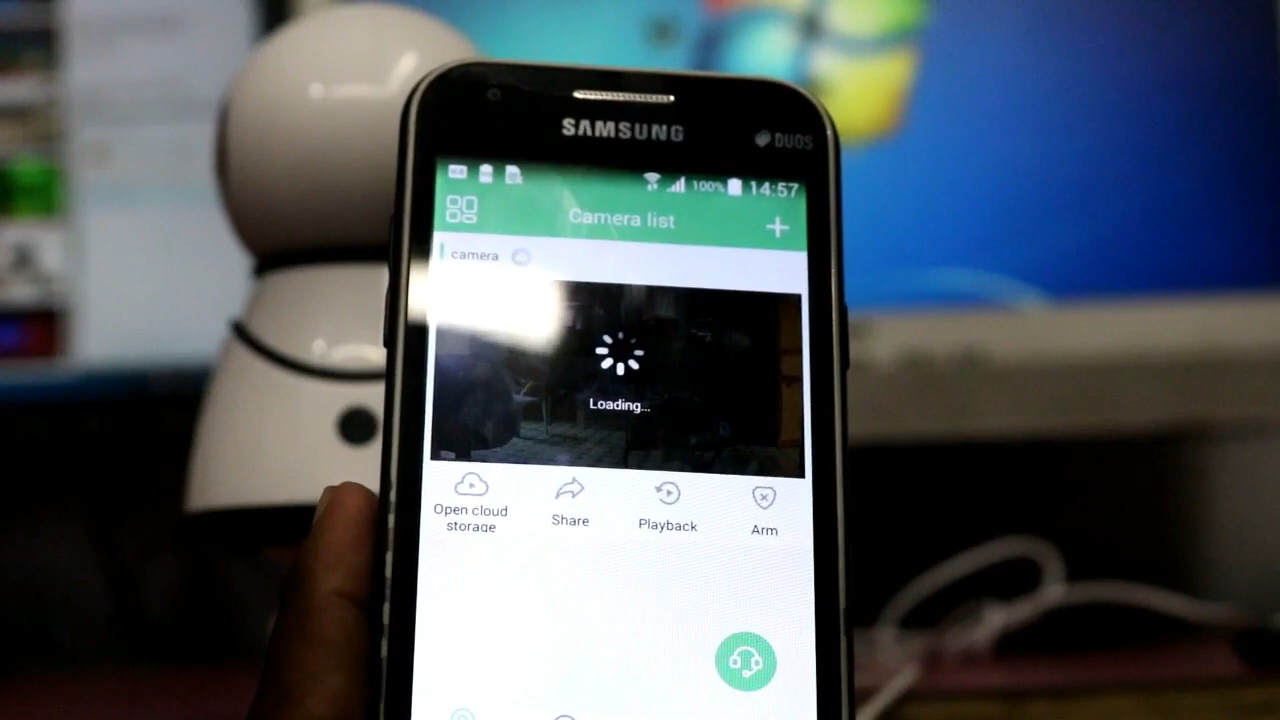 SAMSUNG
DUOS
100% 14:57
Camera list
camera
Loading...
Open cloud
storage
Share
Playback
Arm